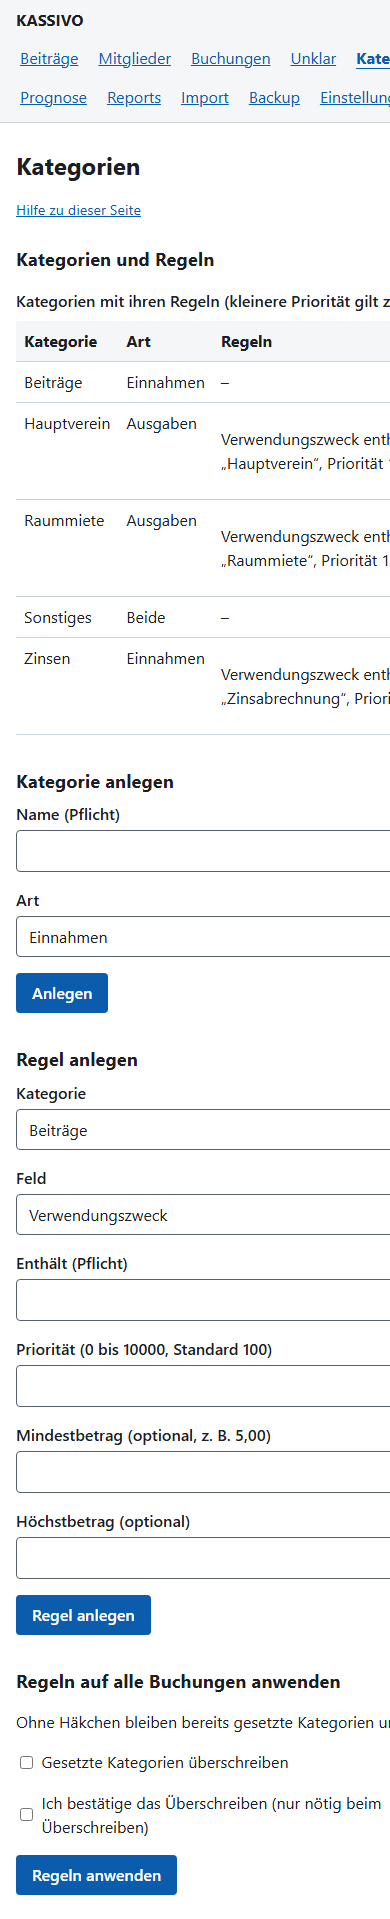 KASSIVO
Beiträge Mitglieder Buchungen Unklar Kate
Prognose Reports Import Backup Einstellung
Kategorien
Hilfe zu dieser Seite
Kategorien und Regeln
Kategorien mit ihren Regeln (kleinere Priorität gilt z
Kategorie Art Regeln
Beiträge Einnahmen –
Hauptverein Ausgaben
Verwendungszweck enth
„Hauptverein“, Priorität 1
Raummiete Ausgaben
Verwendungszweck enth
„Raummiete“, Priorität 1
Sonstiges Beide –
Zinsen Einnahmen
Verwendungszweck enth
„Zinsabrechnung“, Priori
Kategorie anlegen
Name (Pflicht)
Art
Einnahmen
Anlegen
Regel anlegen
Kategorie
Beiträge
Feld
Verwendungszweck
Enthält (Pflicht)
Priorität (0 bis 10000, Standard 100)
Mindestbetrag (optional, z. B. 5,00)
Höchstbetrag (optional)
Regel anlegen
Regeln auf alle Buchungen anwenden
Ohne Häkchen bleiben bereits gesetzte Kategorien un
Gesetzte Kategorien überschreiben
Ich bestätige das Überschreiben (nur nötig beim
Überschreiben)
Regeln anwenden